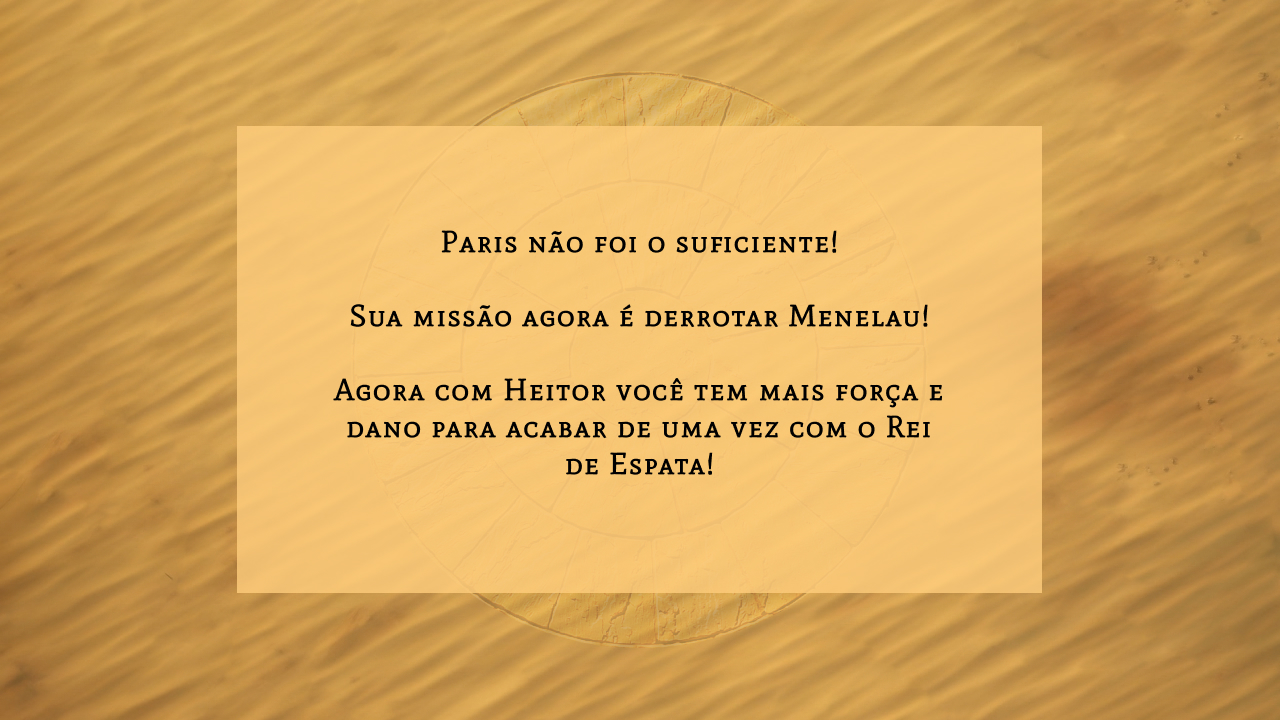 Paris não foi o suficiente!
Sua missão agora é derrotar Menelau!
Agora com Heitor você tem mais força e
dano para acabar de uma vez com o Rei
de Espata!